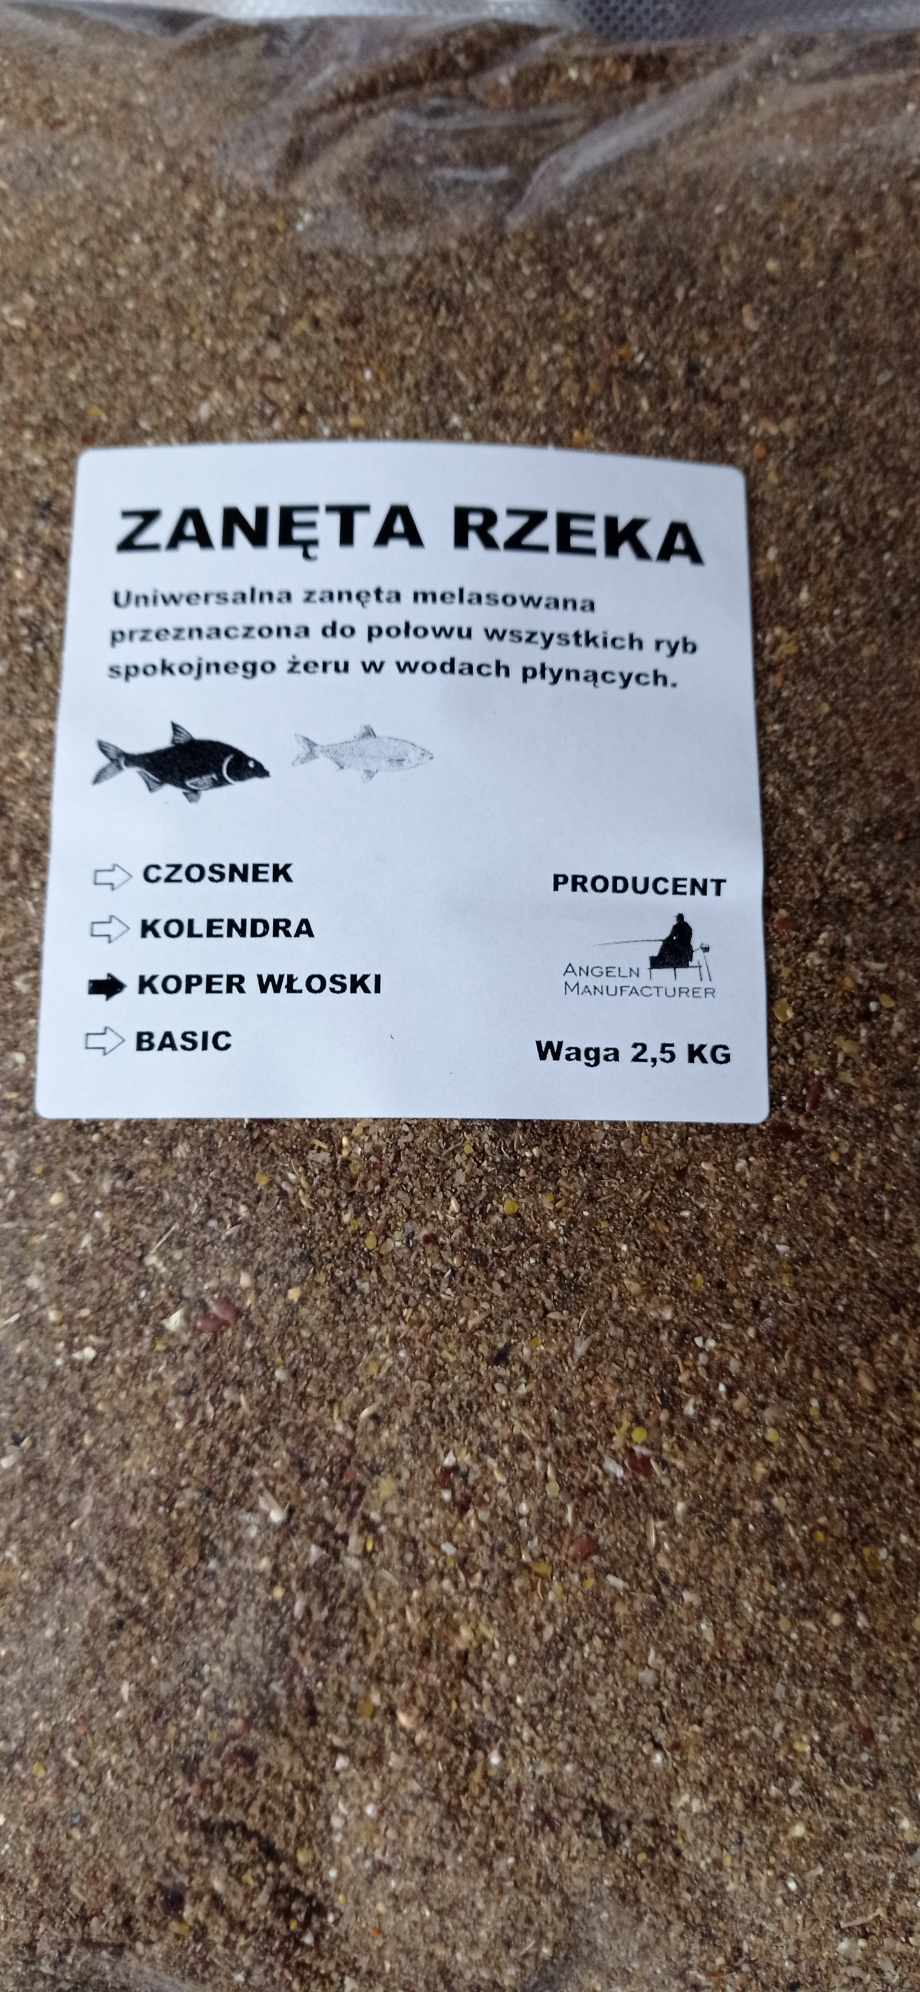 ZANĘTA RZEKA
Uniwersalna zanęta melasowana
przeznaczona do połowu wszystkich ryb
spokojnego żeru w wodach płynących.
CZOSNEK
KOLENDRA
KOPER WŁOSKI
BASIC
PRODUCENT
ANGELN
MANUFACTURER
Waga 2,5 KG